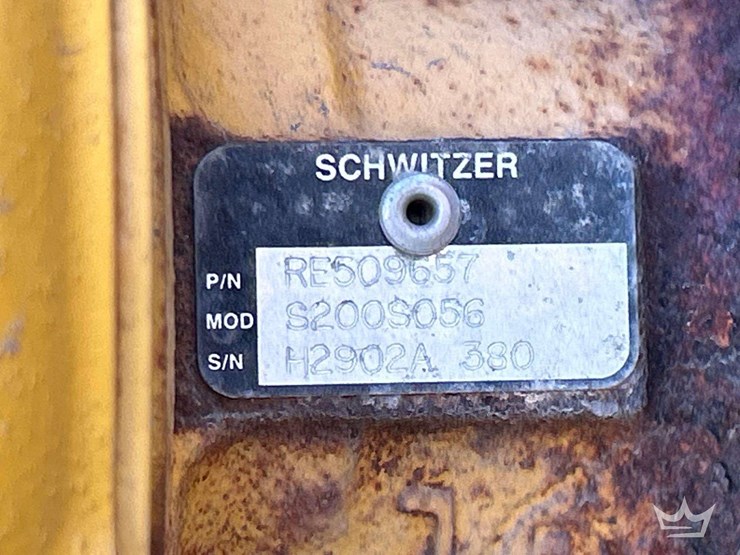 SCHWITZER
P/N RE509657
MOD S200S056
S/N H2902A 380